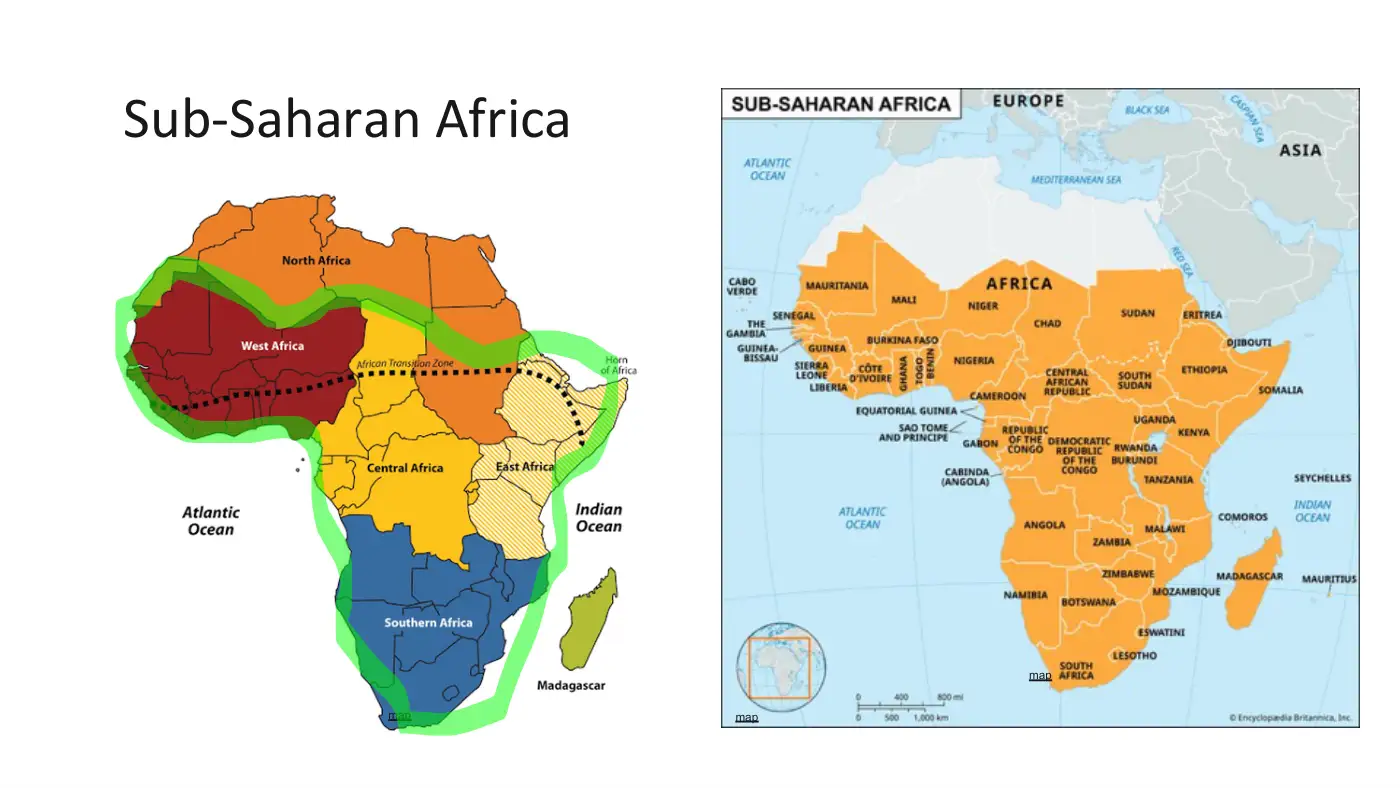 Sub-Saharan Africa
North Africa
West Africa
African Transition Zone
Horn
of Africa
Central Africa
East Africa
Atlantic
Ocean
Indian
Ocean
Southern Africa
Madagascar
map
SUB-SAHARAN AFRICA
EUROPE
BLACK SEA
CASPIAN SEA
ASIA
ATLANTIC
OCEAN
MEDITERRANEAN SEA
RED SEA
CABO
VERDE
AFRICA
MAURITANIA
MALI
NIGER
CHAD
SUDAN
ERITREA
SENEGAL
THE
GAMBIA
GUINEA-
BISSAU
GUINEA
BURKINA FASO
DJIBOUTI
SIERRA
LEONE
LIBERIA
CÔTE
D'IVOIRE
GHANA
TOGO
BENIN
NIGERIA
CENTRAL
AFRICAN
REPUBLIC
SOUTH
SUDAN
ETHIOPIA
SOMALIA
CAMEROON
EQUATORIAL GUINEA
SAO TOME
AND PRINCIPE
GABON
REPUBLIC
OF THE
CONGO
DEMOCRATIC
REPUBLIC
OF THE
CONGO
UGANDA
KENYA
RWANDA
BURUNDI
CABINDA
(ANGOLA)
TANZANIA
SEYCHELLES
ATLANTIC
OCEAN
INDIAN
OCEAN
COMOROS
ANGOLA
MALAWI
ZAMBIA
ZIMBABWE
MADAGASCAR
MAURITIUS
NAMIBIA
BOTSWANA
MOZAMBIQUE
ESWATINI
LESOTHO
SOUTH
AFRICA
map
0 400 800 mi
0 500 1,000 km
map
© Encyclopædia Britannica, Inc.